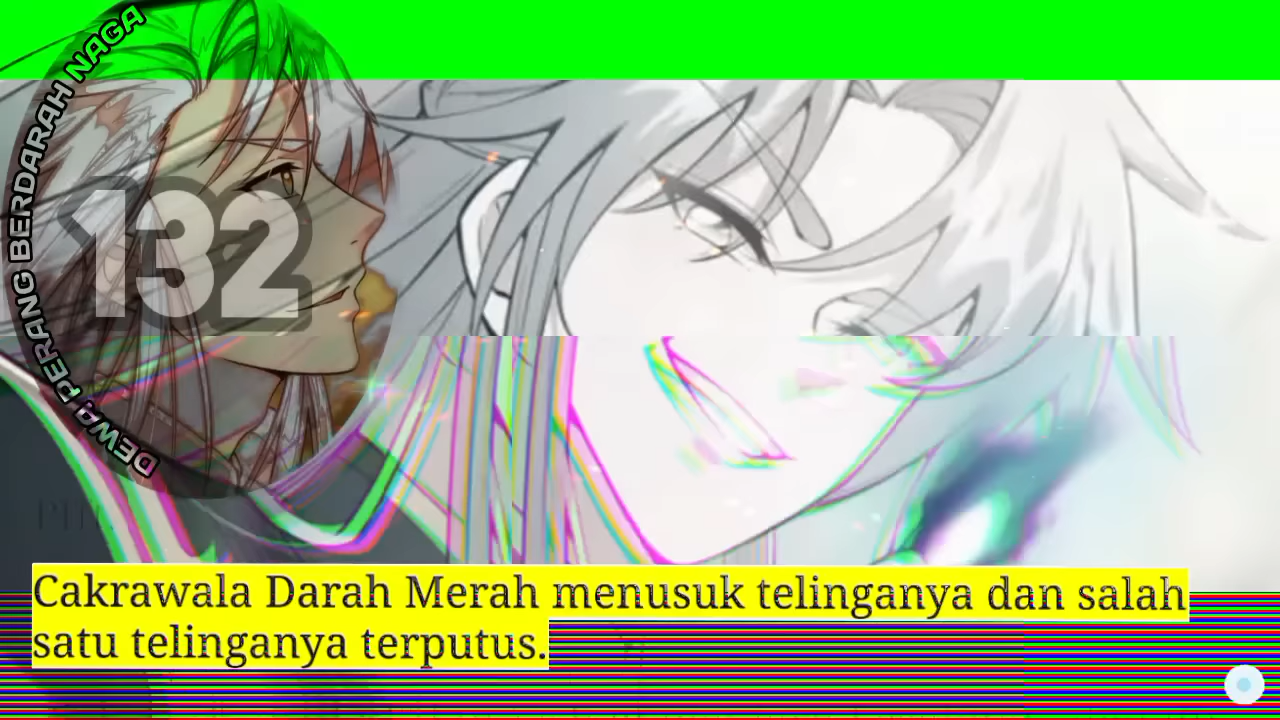 DEWA PERANG BERDARAH NAGA
132
Cakrawala Darah Merah menusuk telinganya dan salah
satu telinganya terputus.